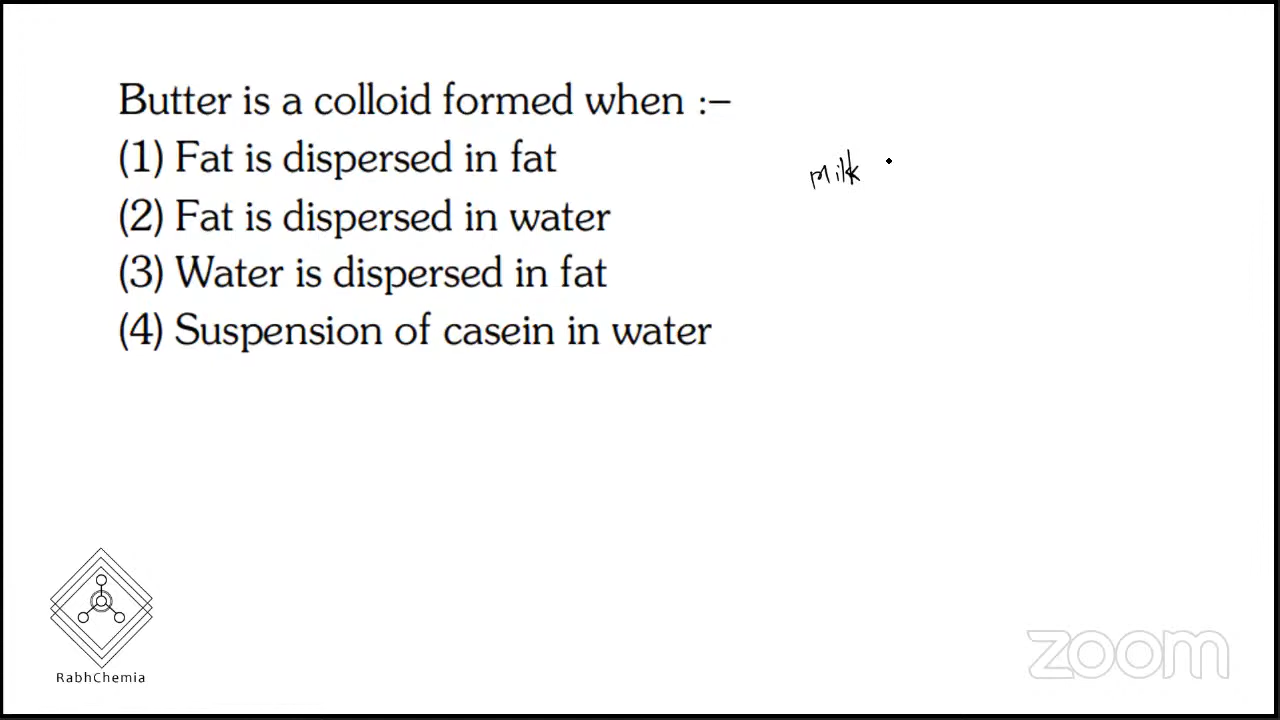 Butter is a colloid formed when :–
(1) Fat is dispersed in fat
milk
(2) Fat is dispersed in water
(3) Water is dispersed in fat
(4) Suspension of casein in water
RabhChemia
zoom